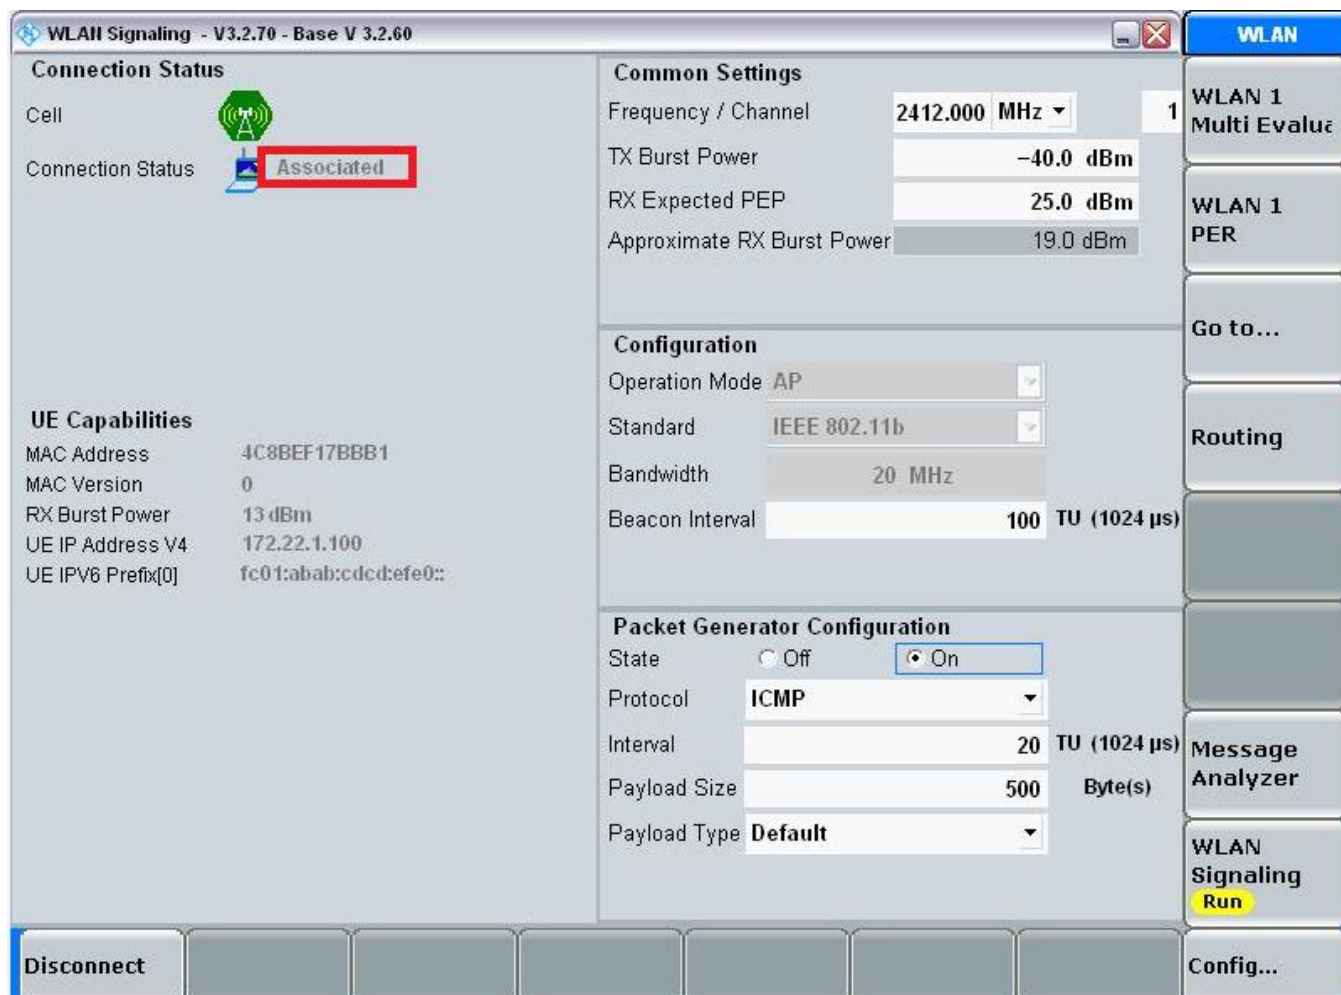 WLAN Signaling - V3.2.70 - Base V 3.2.60
Connection Status
Cell
Connection Status Associated
UE Capabilities
MAC Address 4C8BEF17BBB1
MAC Version 0
RX Burst Power 13 dBm
UE IP Address V4 172.22.1.100
UE IPV6 Prefix[0] fc01:abab:cdcd:efe0::
Common Settings
Frequency / Channel 2412.000 MHz 1
TX Burst Power -40.0 dBm
RX Expected PEP 25.0 dBm
Approximate RX Burst Power 19.0 dBm
Configuration
Operation Mode AP
Standard IEEE 802.11b
Bandwidth 20 MHz
Beacon Interval 100 TU (1024 µs)
Packet Generator Configuration
State Off On
Protocol ICMP
Interval 20 TU (1024 µs)
Payload Size 500 Byte(s)
Payload Type Default
WLAN
WLAN 1
Multi Evalua
WLAN 1
PER
Go to...
Routing
Message
Analyzer
WLAN
Signaling
Run
Disconnect
Config...